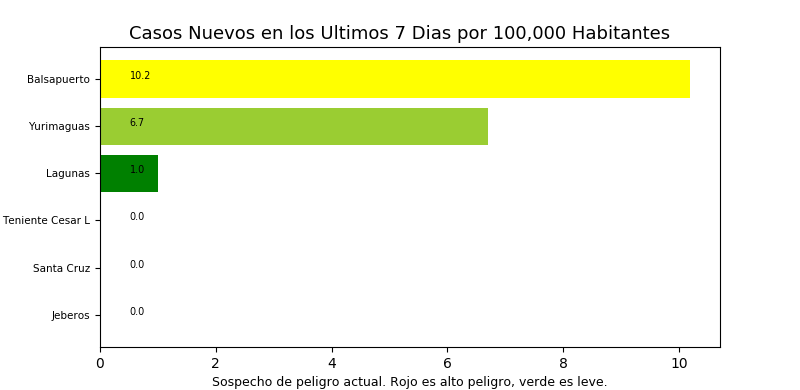 Casos Nuevos en los Ultimos 7 Dias por 100,000 Habitantes
Balsapuerto 10.2
Yurimaguas 6.7
Lagunas 1.0
Teniente Cesar L 0.0
Santa Cruz 0.0
Jeberos 0.0
0 2 4 6 8 10
Sospecho de peligro actual. Rojo es alto peligro, verde es leve.